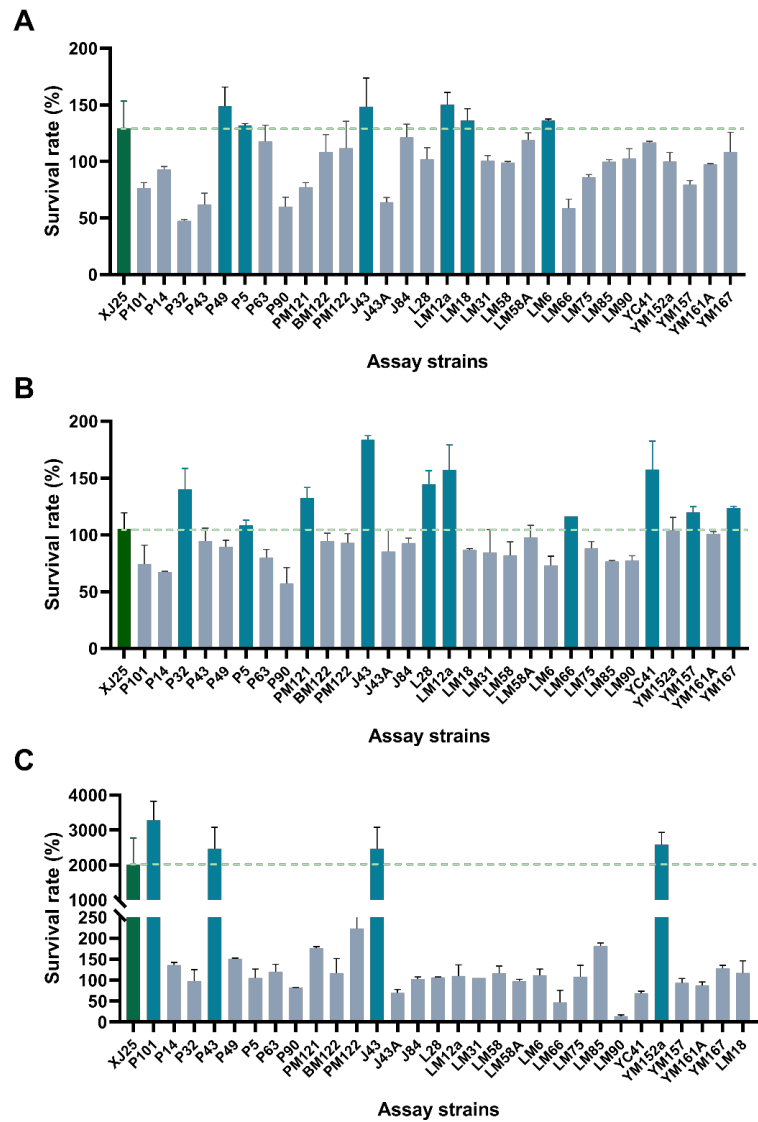 A
Survival rate (%)
200
150
100
50
0
XJ25 P101 P14 P32 P43 P49 P5 P63 P90 PM121 BM122 PM122 J43 J43A J84 L28 LM12a LM18 LM31 LM58 LM58A LM6 LM66 LM75 LM85 LM90 YC41 YM152a YM157 YM161A YM167
Assay strains
B
Survival rate (%)
200
150
100
50
0
XJ25 P101 P14 P32 P43 P49 P5 P63 P90 PM121 BM122 PM122 J43 J43A J84 L28 LM12a LM18 LM31 LM58 LM58A LM6 LM66 LM75 LM85 LM90 YC41 YM152a YM157 YM161A YM167
Assay strains
C
Survival rate (%)
4000
3000
2000
1000
250
200
150
100
50
0
XJ25 P101 P14 P32 P43 P49 P5 P63 P90 PM121 BM122 PM122 J43 J43A J84 L28 LM12a LM31 LM58 LM58A LM6 LM66 LM75 LM85 LM90 YC41 YM152a YM157 YM161A YM167 LM18
Assay strains